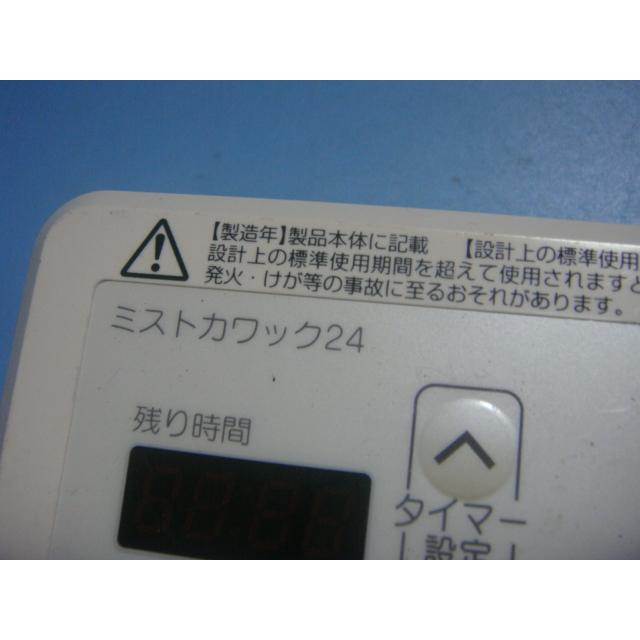 【製造年】製品本体に記載　【設計上の標準使用
設計上の標準使用期間を超えて使用されますと
発火・けが等の事故に至るおそれがあります。
ミストカワック24
残り時間
タイマー
設定